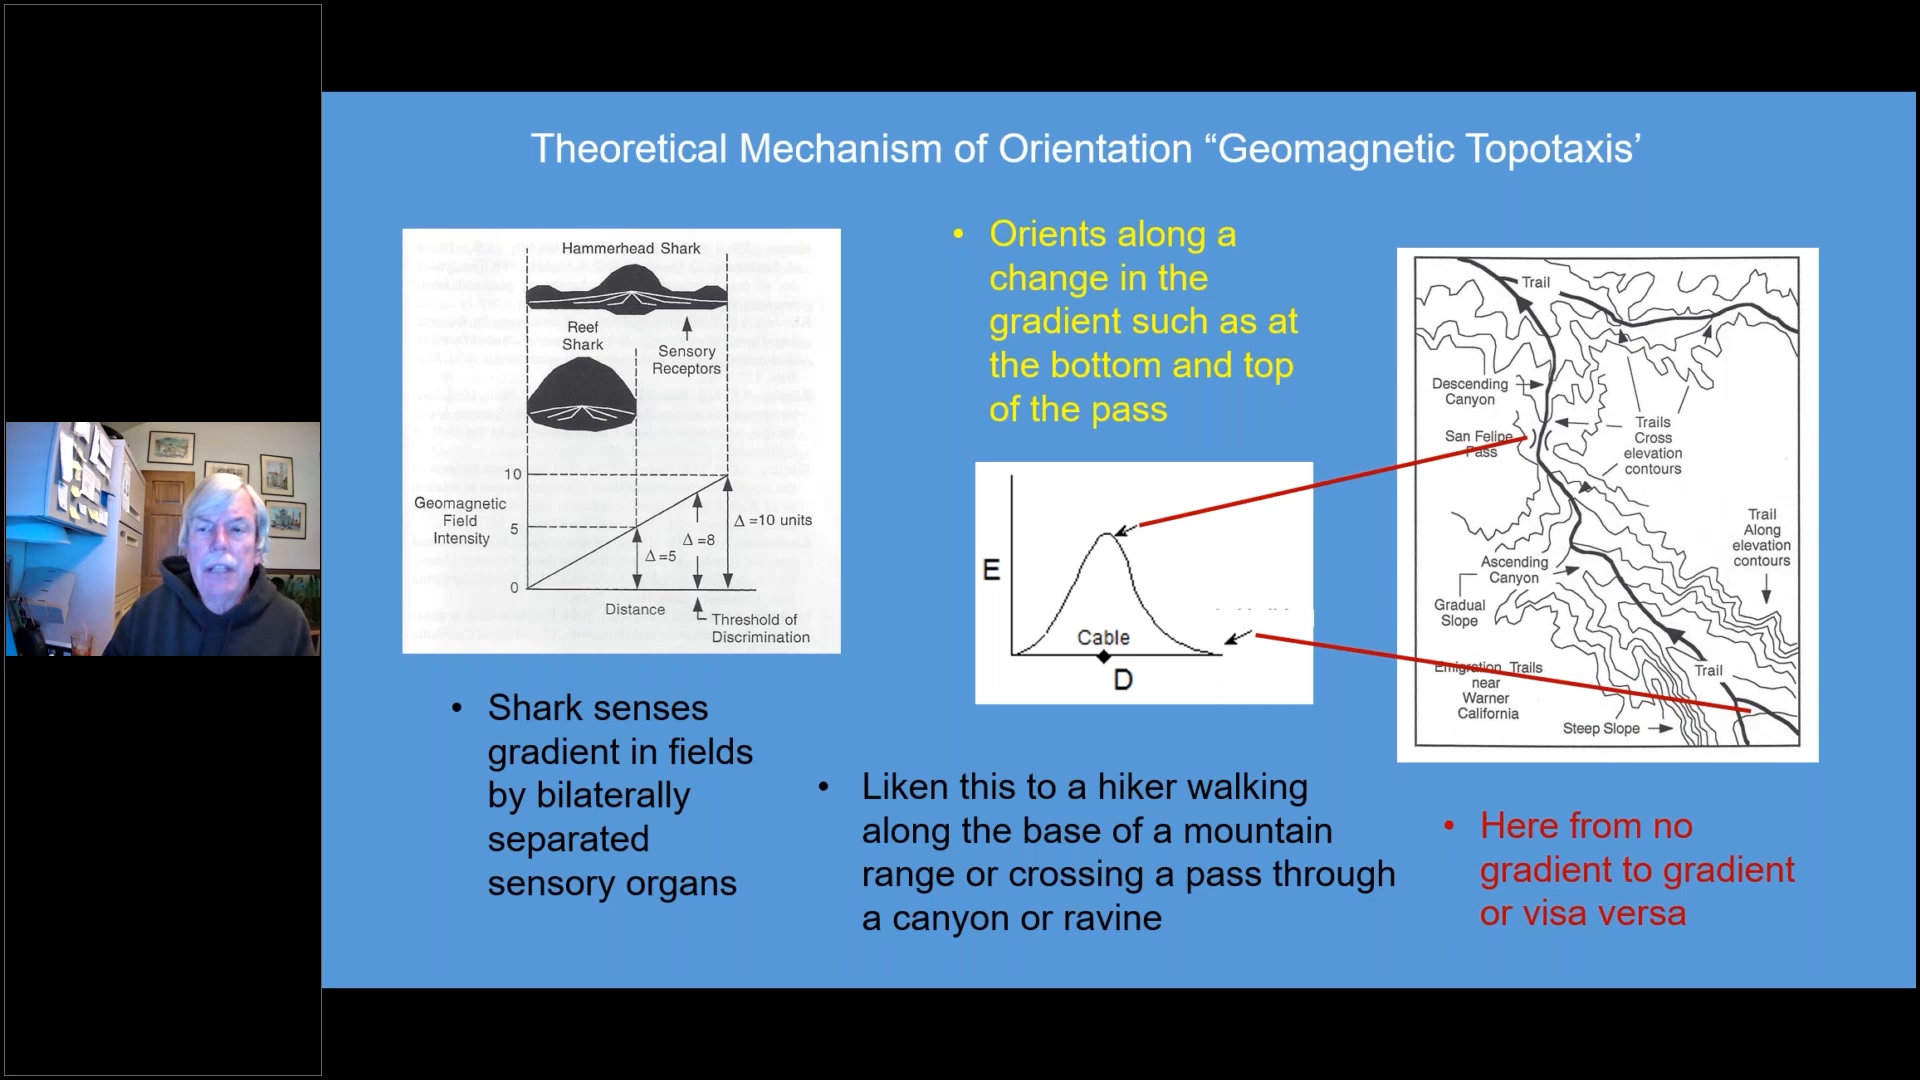 Theoretical Mechanism of Orientation “Geomagnetic Topotaxis’
Hammerhead Shark
Reef
Shark
Sensory
Receptors
10
Geomagnetic
Field
Intensity
5
0
Δ =5
Δ =8
Δ =10 units
Distance
Threshold of
Discrimination
• Shark senses
gradient in fields
by bilaterally
separated
sensory organs
• Orients along a
change in the
gradient such as at
the bottom and top
of the pass
E
Cable
D
• Liken this to a hiker walking
along the base of a mountain
range or crossing a pass through
a canyon or ravine
Trail
Descending
Canyon
San Felipe
Pass
Trails
Cross
elevation
contours
Trail
Along
elevation
contours
Ascending
Canyon
Gradual
Slope
Emigration Trails
near
Warner
California
Trail
Steep Slope
• Here from no
gradient to gradient
or visa versa